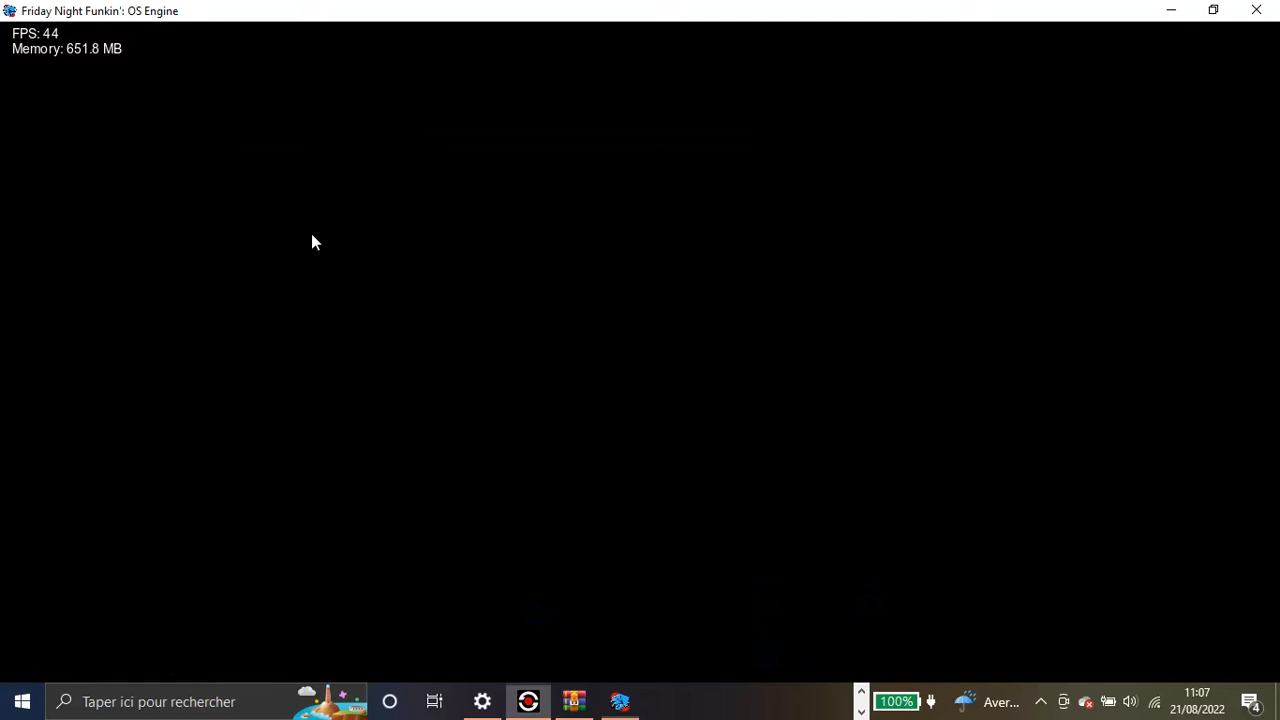 Friday Night Funkin': OS Engine
FPS: 44
Memory: 651.8 MB
Taper ici pour rechercher
100%
Aver...
11:07
21/08/2022
4